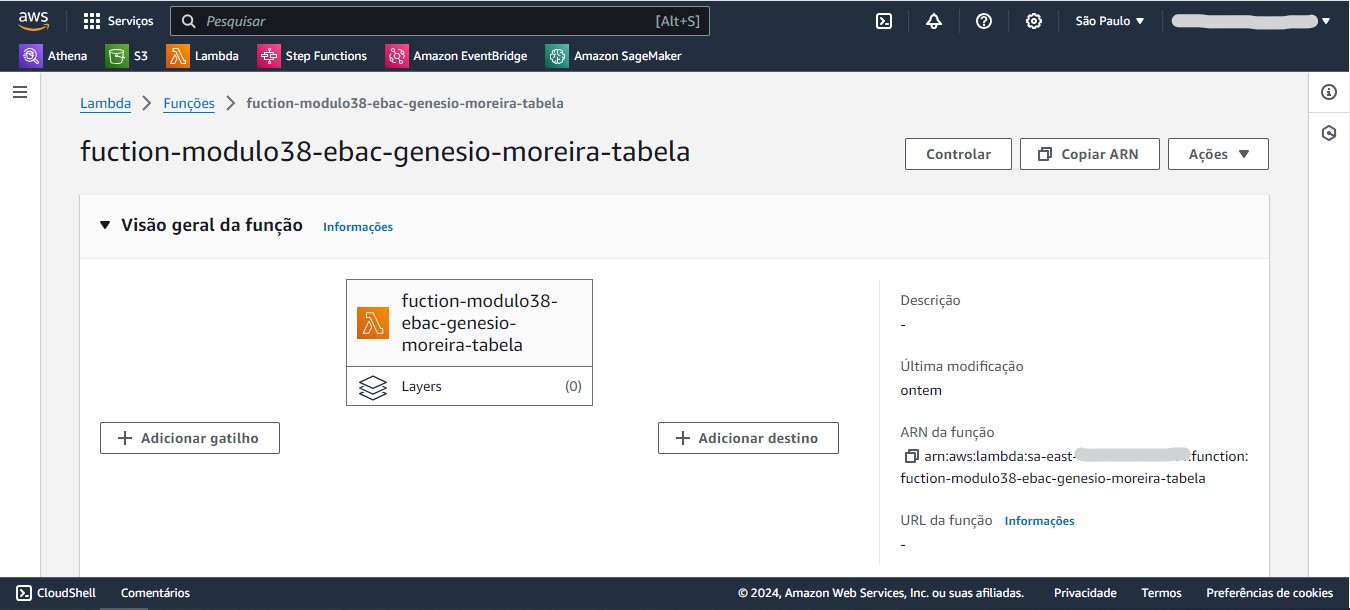 aws Serviços Pesquisar [Alt+S] São Paulo
Athena S3 Lambda Step Functions Amazon EventBridge Amazon SageMaker
Lambda Funções fuction-modulo38-ebac-genesio-moreira-tabela
fuction-modulo38-ebac-genesio-moreira-tabela
Controlar Copiar ARN Ações
Visão geral da função Informações
fuction-modulo38-
ebac-genesio-
moreira-tabela
Layers (0)
+ Adicionar gatilho
+ Adicionar destino
Descrição
-
Última modificação
ontem
ARN da função
arn:aws:lambda:sa-east- :function:
fuction-modulo38-ebac-genesio-moreira-tabela
URL da função Informações
-
CloudShell Comentários © 2024, Amazon Web Services, Inc. ou suas afiliadas. Privacidade Termos Preferências de cookies